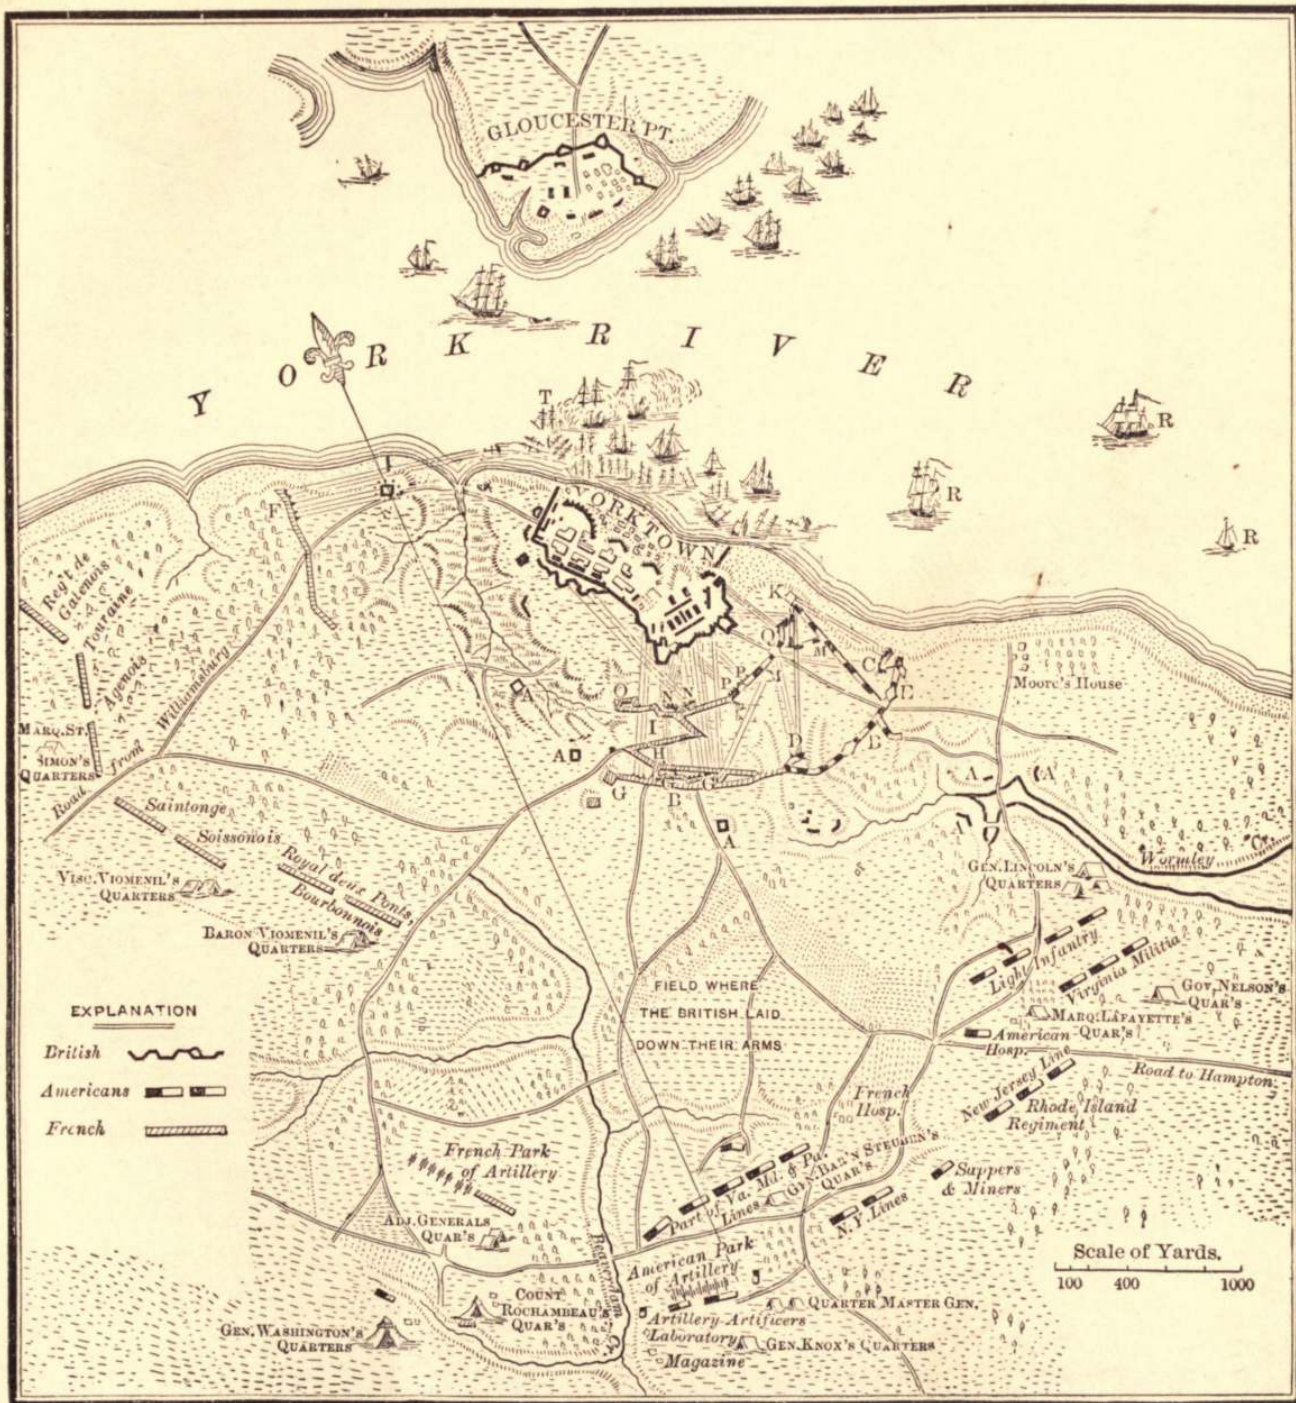 GLOUCESTER PT.
YORK RIVER
T
R
R
R
YORKTOWN
F
Reg't de
Gatenois
Touraine
Agenois
MARQ. ST.
SIMON'S
QUARTERS
Road from Williamsburg
K
Q
M
C
E
Moore's House
A
O
N
N
P
P
M
I
H
A
D
B
G
G
G
B
A
A
A
A
Wormley
Cr.
GEN. LINCOLN'S
QUARTERS
Saintonge
Soissonois
Royal deux Ponts,
Bourbonnois
VISC. VIOMENIL'S
QUARTERS
BARON VIOMENIL'S
QUARTERS
Light Infantry
Virginia Militia
GOV. NELSON'S
QUAR'S
MARQ. LAFAYETTE'S
QUAR'S
American
Hosp.
Road to Hampton
FIELD WHERE
THE BRITISH LAID
DOWN THEIR ARMS
EXPLANATION
British
Americans
French
French
Hosp.
New Jersey Line
Rhode Island
Regiment
Sappers
& Miners
N.Y. Lines
Part of Va. Mil. & Pa.
Lines
GEN. BAR'N STEUBEN'S
QUAR'S
French Park
of Artillery
ADJ. GENERALS
QUAR'S
Beaverdam Cr.
American Park
of Artillery
COUNT
ROCHAMBEAU'S
QUAR'S
GEN. WASHINGTON'S
QUARTERS
Artillery Artificers
Laboratory
Magazine
QUARTER MASTER GEN.
GEN. KNOX'S QUARTERS
Scale of Yards.
100 400 1000